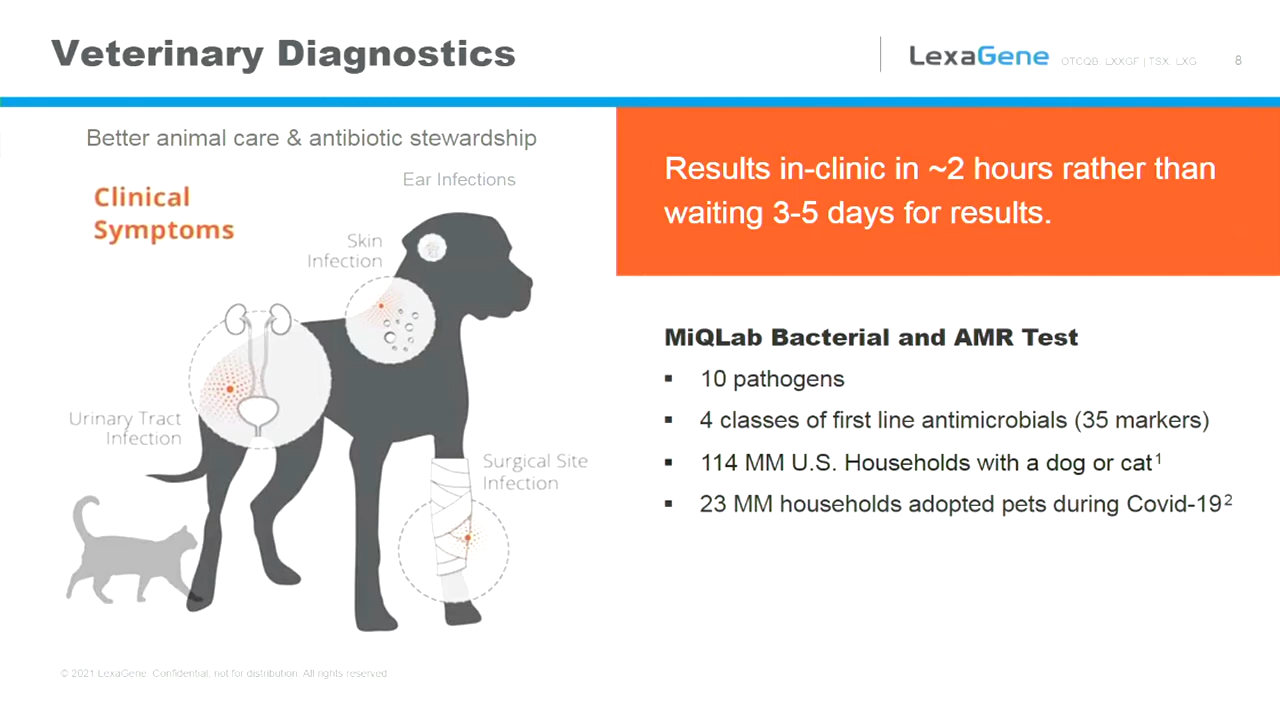 Veterinary Diagnostics
LexaGene
OTCQB: LXXGF | TSX: LXG
8
Better animal care & antibiotic stewardship
Clinical
Symptoms
Ear Infections
Skin
Infection
Urinary Tract
Infection
Surgical Site
Infection
Results in-clinic in ~2 hours rather than
waiting 3-5 days for results.
MiQLab Bacterial and AMR Test
▪ 10 pathogens
▪ 4 classes of first line antimicrobials (35 markers)
▪ 114 MM U.S. Households with a dog or cat¹
▪ 23 MM households adopted pets during Covid-19²
© 2021 LexaGene. Confidential: not for distribution. All rights reserved